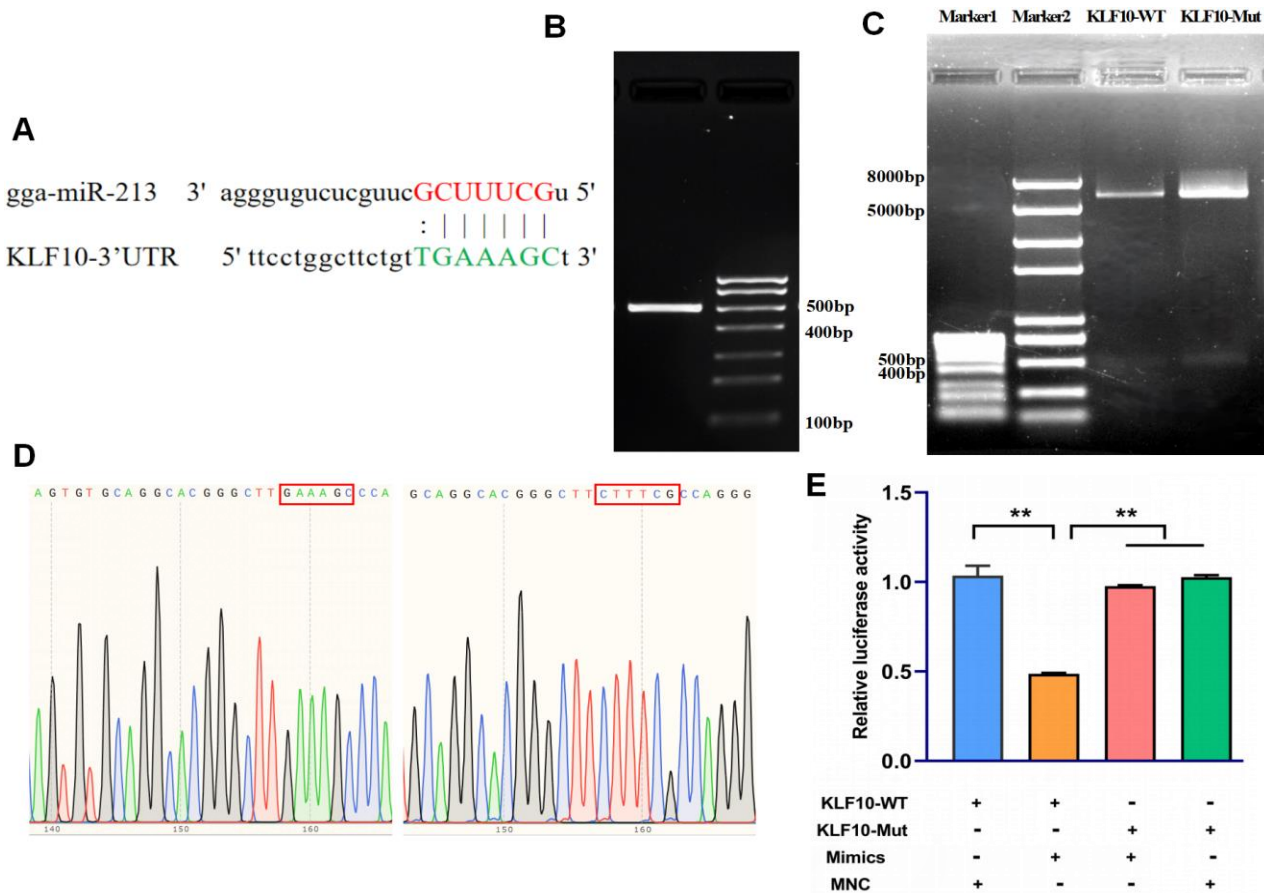 A
gga-miR-213 3' agggugucucguucGCUUUCGu 5'
: | | | | | |
KLF10-3'UTR 5' ttcctggcttctgtTGAAAGCt 3'
B
500bp
400bp
100bp
C
Marker1 Marker2 KLF10-WT KLF10-Mut
8000bp
5000bp
500bp
400bp
D
AGTGTGCAGGCACGGGCTTGAAAGCCCA
140 150 160
GCAGGCACGGGCTTCTTTCGCCAGGG
150 160
E
Relative luciferase activity
1.5
1.0
0.5
0.0
** **
KLF10-WT + + - -
KLF10-Mut - - + +
Mimics - + + -
MNC + - - +